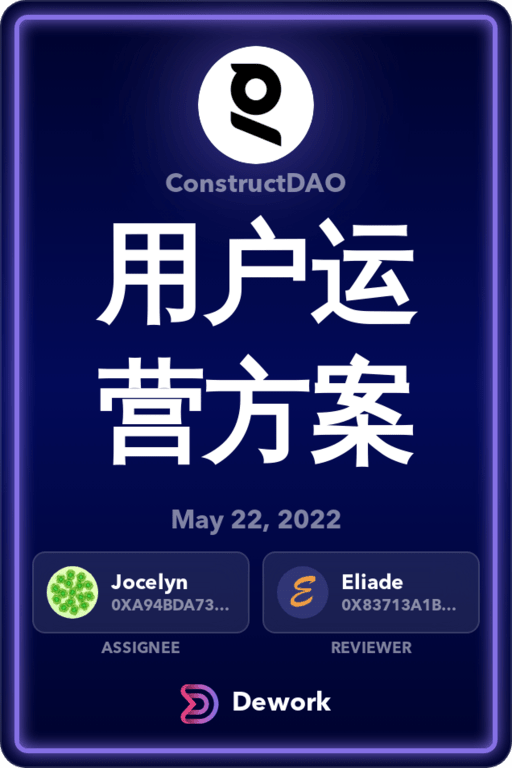 ConstructDAO
用户运
营方案
May 22, 2022
Jocelyn
0XA94BDA73...
ASSIGNEE
Eliade
0X83713A1B...
REVIEWER
Dework